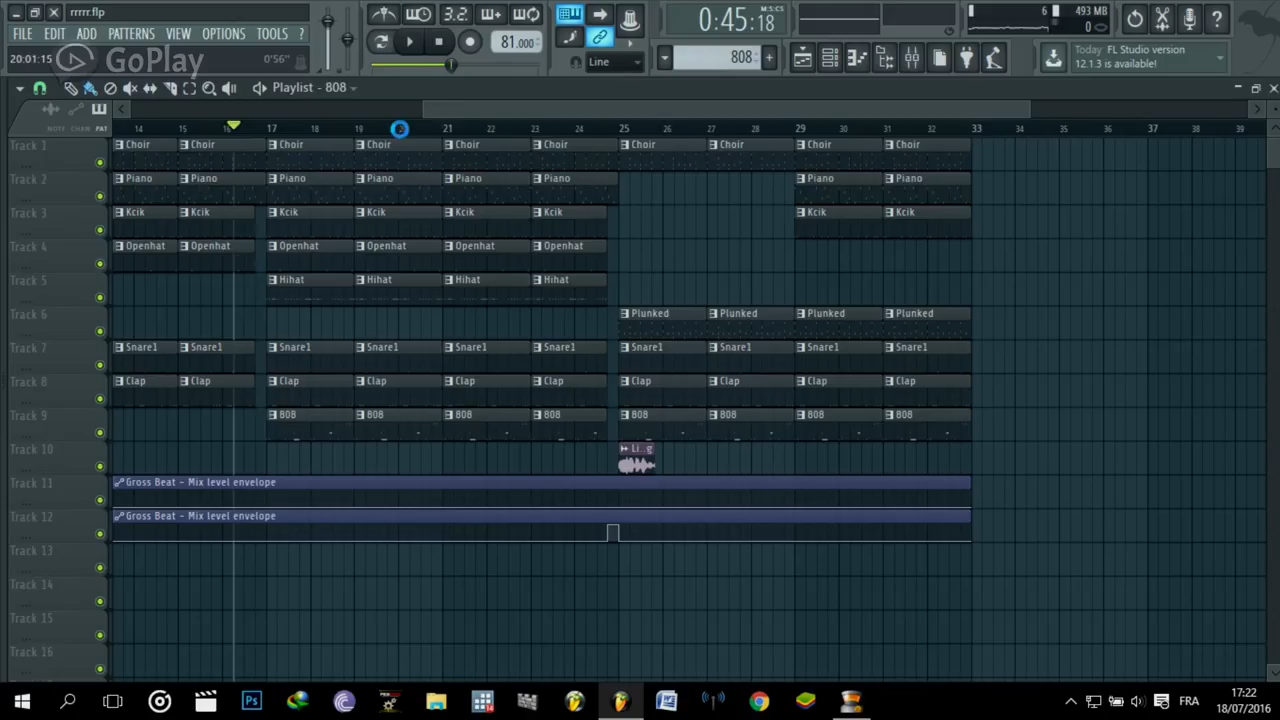 rrrrr.flp
FILE EDIT ADD PATTERNS VIEW OPTIONS TOOLS ?
20:01:15 0'56"
GoPlay
3.2.
81.000
0:45:18 M:S:CS
6 493 MB
0
Line
808
Today FL Studio version
12.1.3 is available!
Playlist - 808
NOTE CHAN PAT
14 15 16 17 18 19 21 22 23 24 25 26 27 28 29 30 31 32 33 34 35 36 37 38 39
Track 1 Choir Choir Choir Choir Choir Choir Choir Choir Choir Choir
Track 2 Piano Piano Piano Piano Piano Piano Piano Piano
Track 3 Kcik Kcik Kcik Kcik Kcik Kcik Kcik Kcik
Track 4 Openhat Openhat Openhat Openhat Openhat Openhat
Track 5 Hihat Hihat Hihat Hihat
Track 6 Plunked Plunked Plunked Plunked
Track 7 Snare1 Snare1 Snare1 Snare1 Snare1 Snare1 Snare1 Snare1 Snare1 Snare1
Track 8 Clap Clap Clap Clap Clap Clap Clap Clap Clap Clap
Track 9 808 808 808 808 808 808 808 808
Track 10 Li..g
Track 11 Gross Beat - Mix level envelope
Track 12 Gross Beat - Mix level envelope
Track 13
Track 14
Track 15
Track 16
Ps
FRA
17:22
18/07/2016